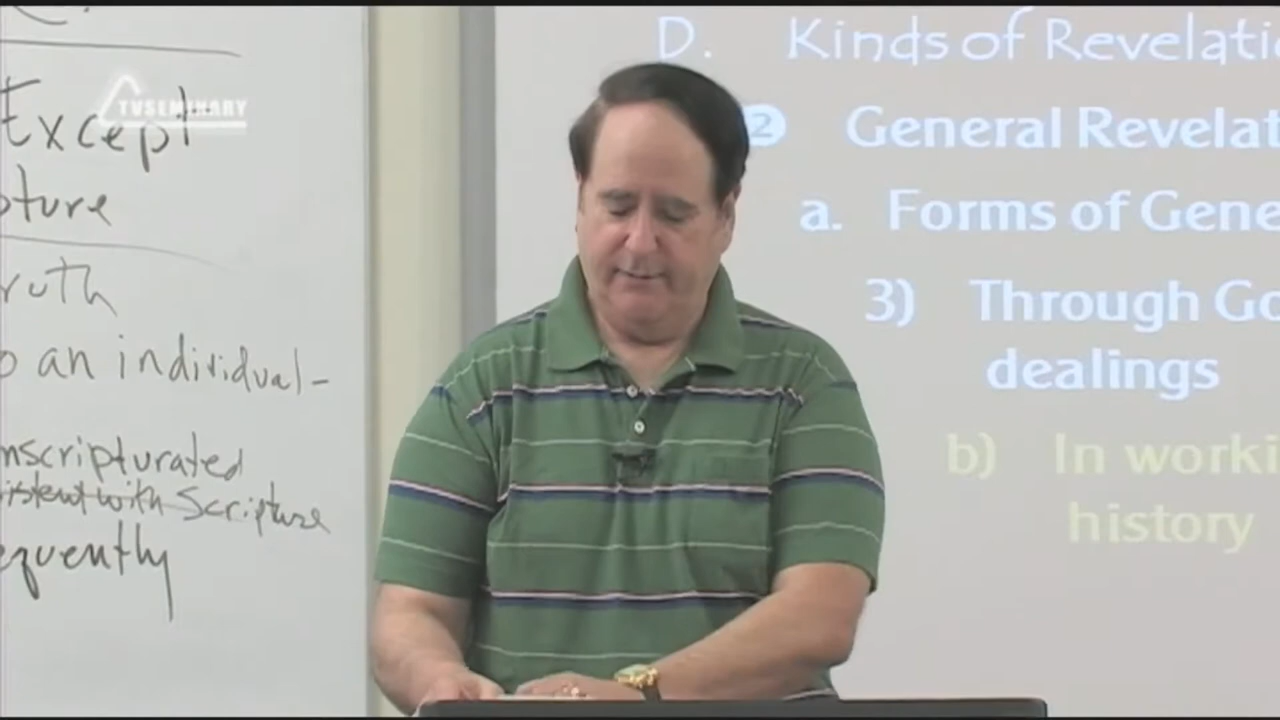 Except
TVSEMINARY
pture
ruth
o an individual-
nscripturated
istent with Scripture
equently
D. Kinds of Revelati
2 General Revelat
a. Forms of Gene
3) Through Go
dealings
b) In worki
history